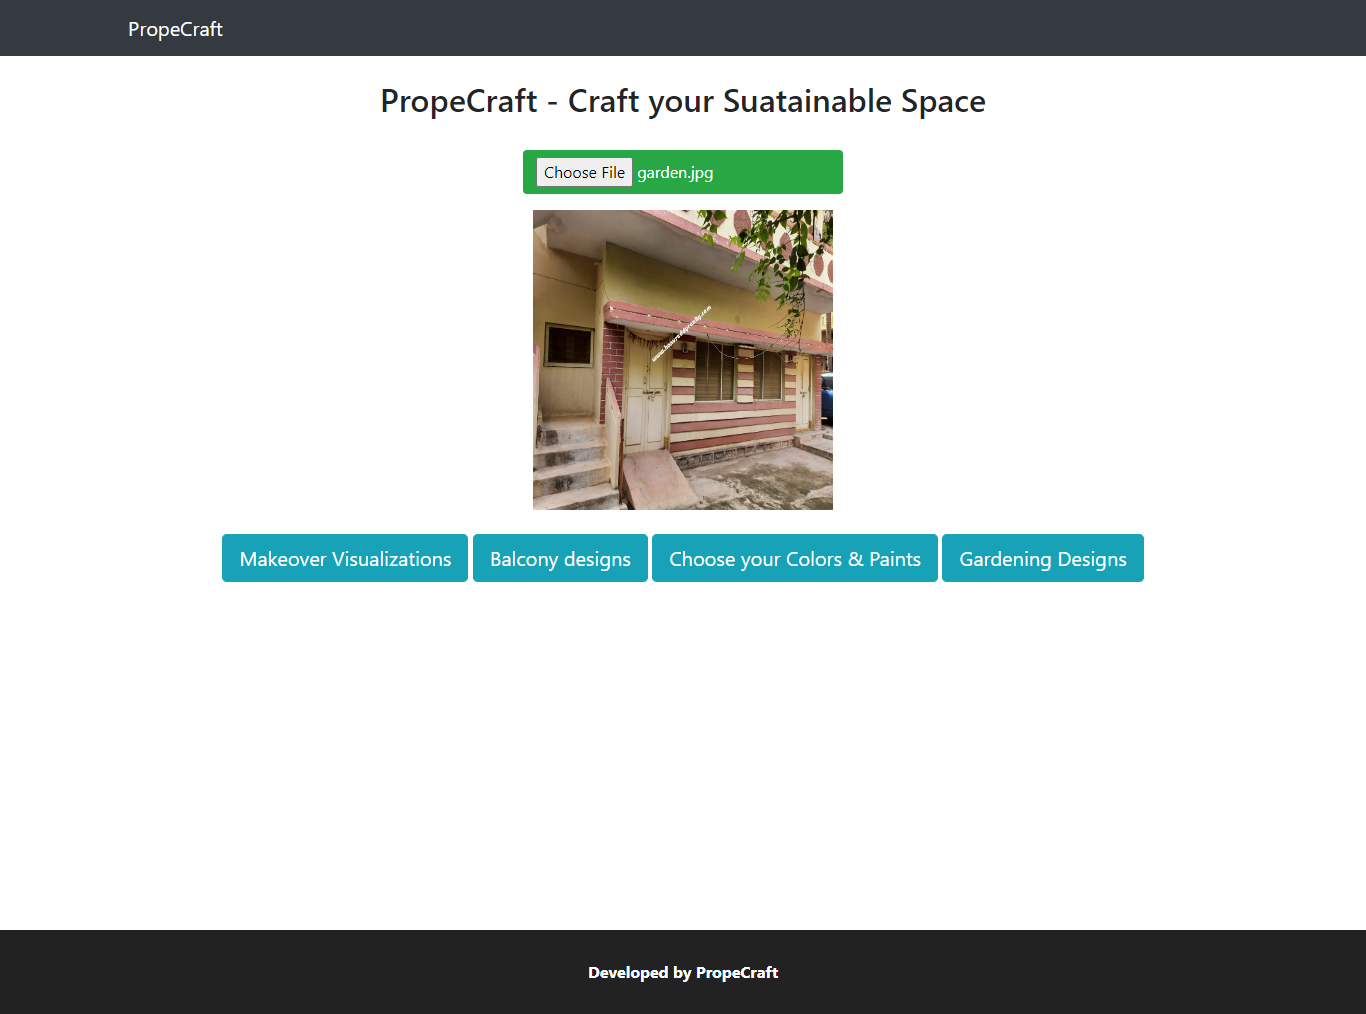 PropeCraft
PropeCraft - Craft your Suatainable Space
Choose File garden.jpg
Makeover Visualizations
Balcony designs
Choose your Colors & Paints
Gardening Designs
Developed by PropeCraft